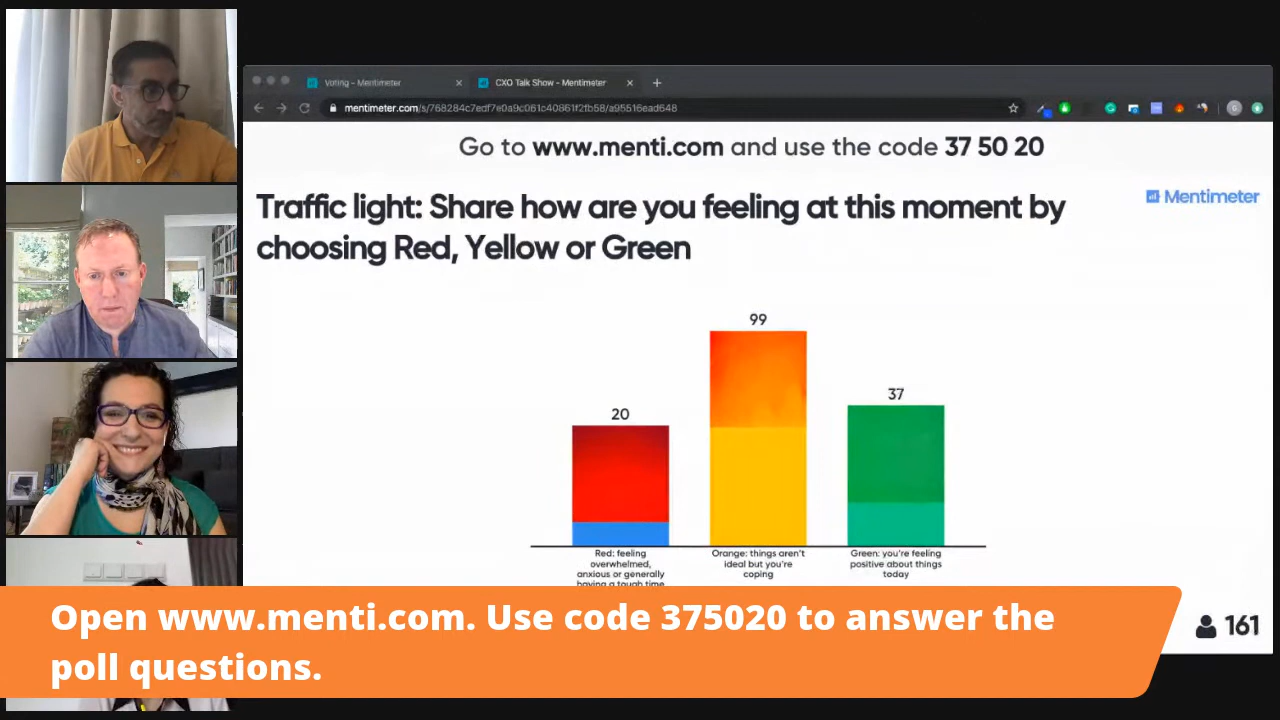 Voting - Mentimeter
CXO Talk Show - Mentimeter
mentimeter.com/s/768284c7edf7e0a9c061c40861f2fb58/a95516ead648
Go to www.menti.com and use the code 37 50 20
Traffic light: Share how are you feeling at this moment by
choosing Red, Yellow or Green
Mentimeter
20
99
37
Red: feeling
overwhelmed,
anxious or generally
having a tough time
Orange: things aren't
ideal but you're
coping
Green: you're feeling
positive about things
today
161
Open www.menti.com. Use code 375020 to answer the
poll questions.